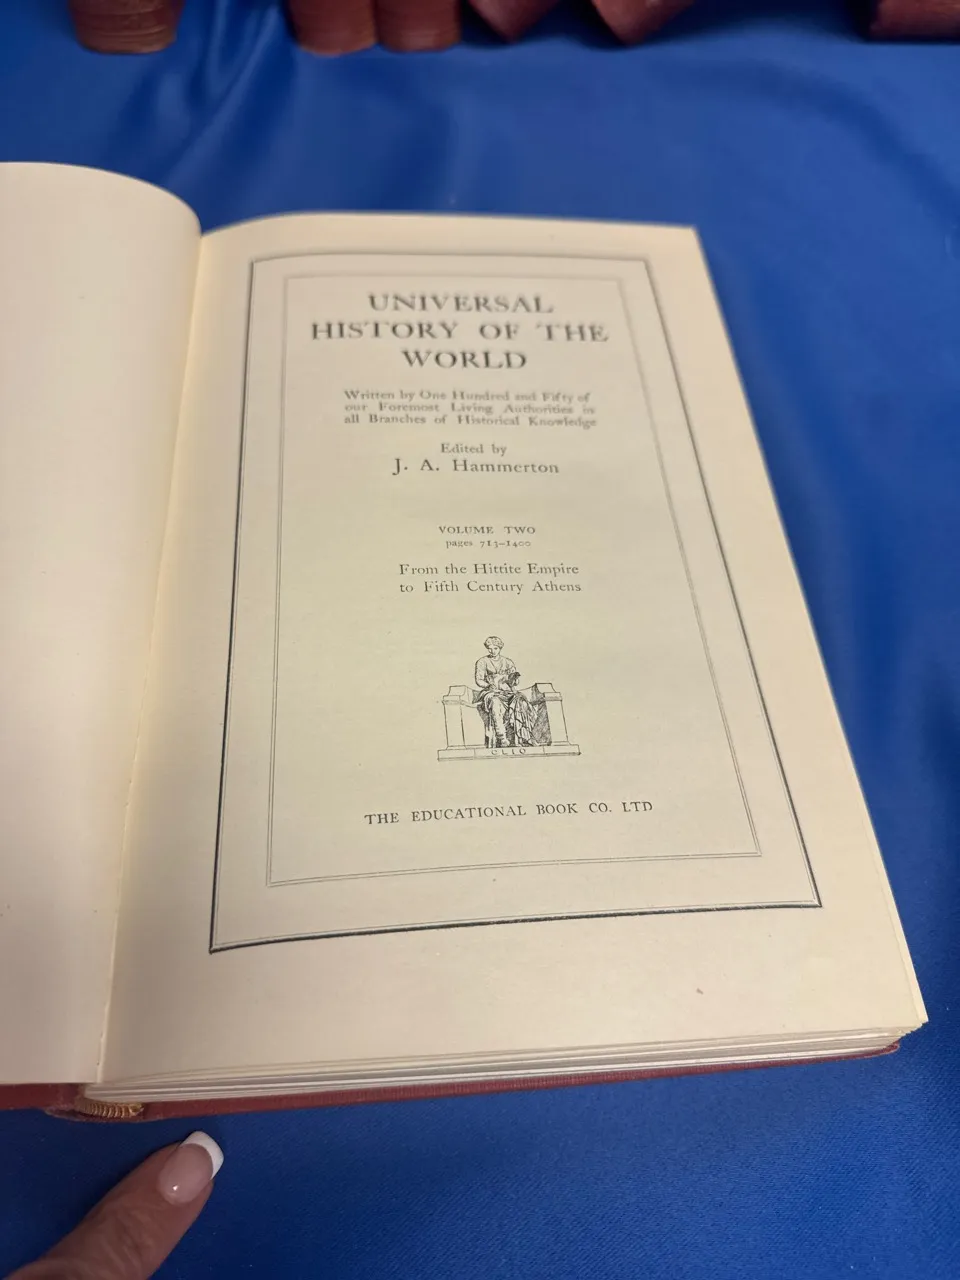 UNIVERSAL
HISTORY OF THE
WORLD
Written by One Hundred and Fifty of
our Foremost Living Authorities in
all Branches of Historical Knowledge
Edited by
J. A. Hammerton
VOLUME TWO
pages 713-1400
From the Hittite Empire
to Fifth Century Athens
CLIO
THE EDUCATIONAL BOOK CO. LTD